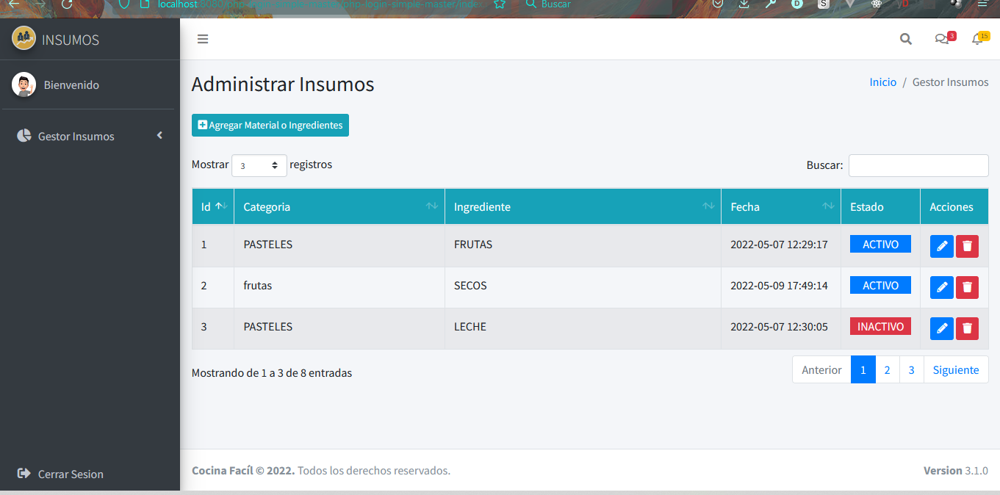 localhost:8080/php-login-simple-master/php-login-simple-master/index
Buscar
INSUMOS
3
15
Bienvenido
Administrar Insumos
Inicio / Gestor Insumos
Gestor Insumos
Agregar Material o Ingredientes
Mostrar 3 registros
Buscar:
Id Categoria Ingrediente Fecha Estado Acciones
1 PASTELES FRUTAS 2022-05-07 12:29:17 ACTIVO
2 frutas SECOS 2022-05-09 17:49:14 ACTIVO
3 PASTELES LECHE 2022-05-07 12:30:05 INACTIVO
Mostrando de 1 a 3 de 8 entradas
Anterior 1 2 3 Siguiente
Cerrar Sesion
Cocina Facíl © 2022. Todos los derechos reservados.
Version 3.1.0